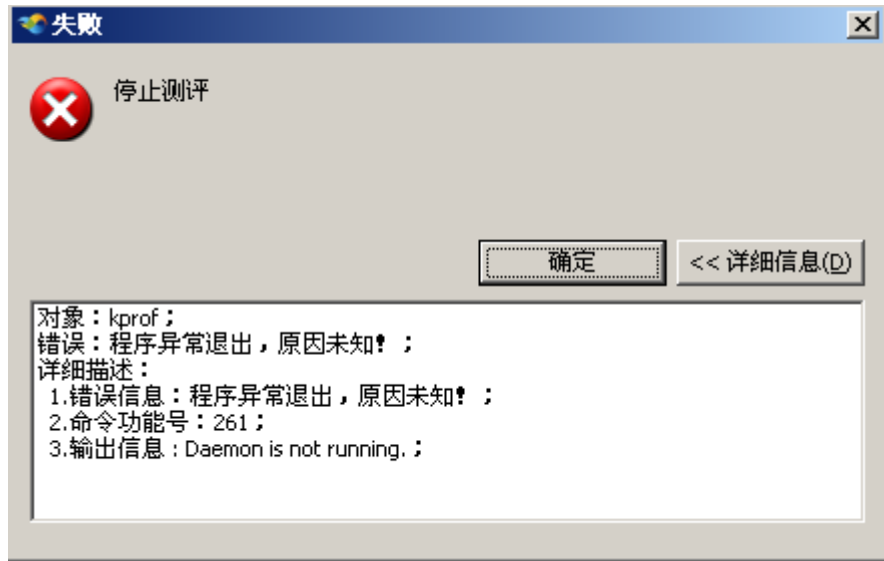 失败
停止测评
确定
<< 详细信息(D)
对象：kprof；
错误：程序异常退出，原因未知！；
详细描述：
1.错误信息：程序异常退出，原因未知！；
2.命令功能号：261；
3.输出信息：Daemon is not running.；